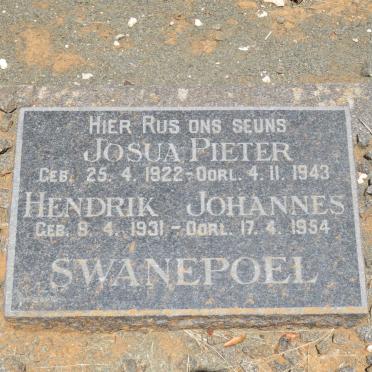 HIER RUS ONS SEUNS
JOSUA PIETER
GEB. 25. 4. 1922 - OORL. 4. 11. 1943
HENDRIK JOHANNES
GEB. 8. 4. 1931 - OORL. 17. 4. 1954
SWANEPOEL